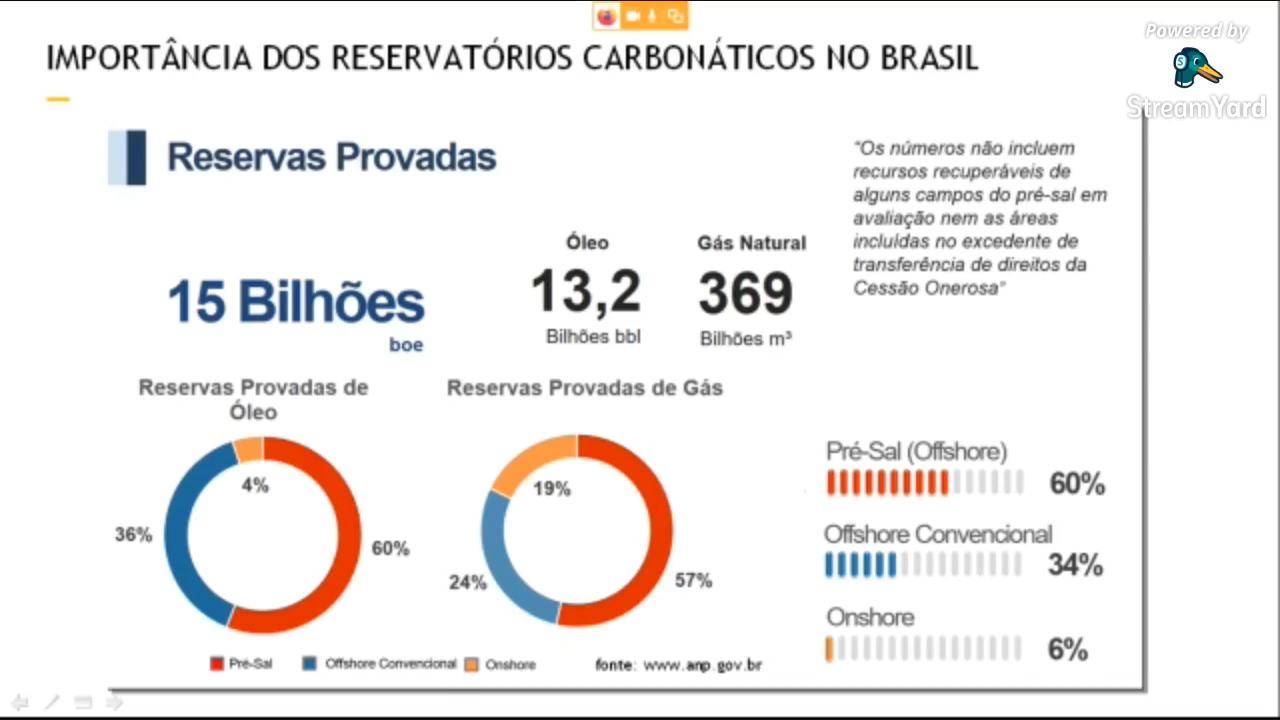 Powered by
StreamYard
IMPORTÂNCIA DOS RESERVATÓRIOS CARBONÁTICOS NO BRASIL
Reservas Provadas
"Os números não incluem
recursos recuperáveis de
alguns campos do pré-sal em
avaliação nem as áreas
incluídas no excedente de
transferência de direitos da
Cessão Onerosa"
15 Bilhões
boe
Óleo
13,2
Bilhões bbl
Gás Natural
369
Bilhões m³
Reservas Provadas de
Óleo
4%
36%
60%
Reservas Provadas de Gás
19%
24%
57%
Pré-Sal (Offshore)
60%
Offshore Convencional
34%
Onshore
6%
Pré-Sal
Offshore Convencional
Onshore
fonte: www.anp.gov.br